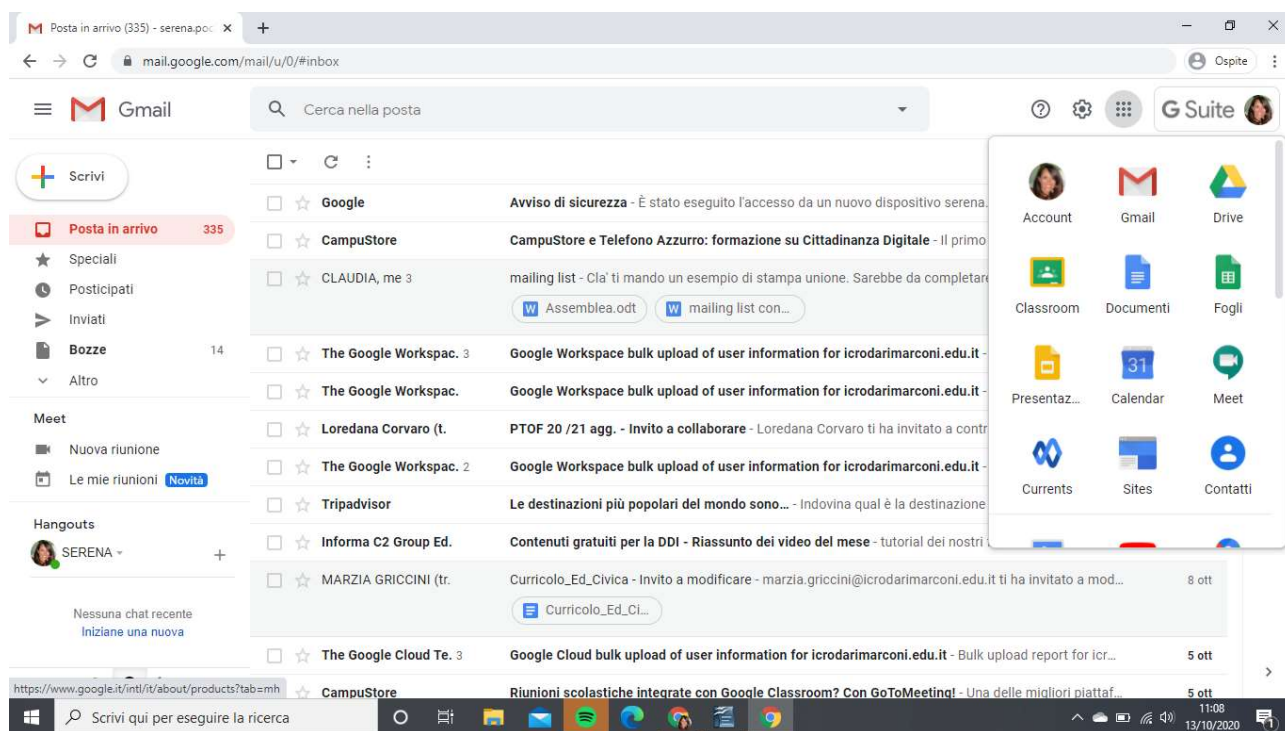 Posta in arrivo (335) - serena.poc
mail.google.com/mail/u/0/#inbox
Ospite
Gmail
Cerca nella posta
G Suite
Scrivi
Posta in arrivo 335
Speciali
Posticipati
Inviati
Bozze 14
Altro
Meet
Nuova riunione
Le mie riunioni Novità
Hangouts
SERENA
Nessuna chat recente
Iniziane una nuova
https://www.google.it/intl/it/about/products?tab=mh
Google Avviso di sicurezza - È stato eseguito l'accesso da un nuovo dispositivo serena.
CampuStore CampuStore e Telefono Azzurro: formazione su Cittadinanza Digitale - Il primo
CLAUDIA, me 3 mailing list - Cla' ti mando un esempio di stampa unione. Sarebbe da completare
W Assemblea.odt W mailing list con...
The Google Workspac. 3 Google Workspace bulk upload of user information for icrodarimarconi.edu.it -
The Google Workspac. Google Workspace bulk upload of user information for icrodarimarconi.edu.it -
Loredana Corvaro (t. PTOF 20 /21 agg. - Invito a collaborare - Loredana Corvaro ti ha invitato a contr
The Google Workspac. 2 Google Workspace bulk upload of user information for icrodarimarconi.edu.it -
Tripadvisor Le destinazioni più popolari del mondo sono... - Indovina qual è la destinazione
Informa C2 Group Ed. Contenuti gratuiti per la DDI - Riassunto dei video del mese - tutorial dei nostri
MARZIA GRICCINI (tr. Curricolo_Ed_Civica - Invito a modificare - marzia.griccini@icrodarimarconi.edu.it ti ha invitato a mod... 8 ott
Curricolo_Ed_Ci...
The Google Cloud Te. 3 Google Cloud bulk upload of user information for icrodarimarconi.edu.it - Bulk upload report for icr... 5 ott
CampuStore Riunioni scolastiche integrate con Google Classroom? Con GoToMeeting! - Una delle migliori piattaf... 5 ott
Account Gmail Drive
Classroom Documenti Fogli
Presentaz... Calendar Meet
31
Currents Sites Contatti
Scrivi qui per eseguire la ricerca
11:08
13/10/2020
1